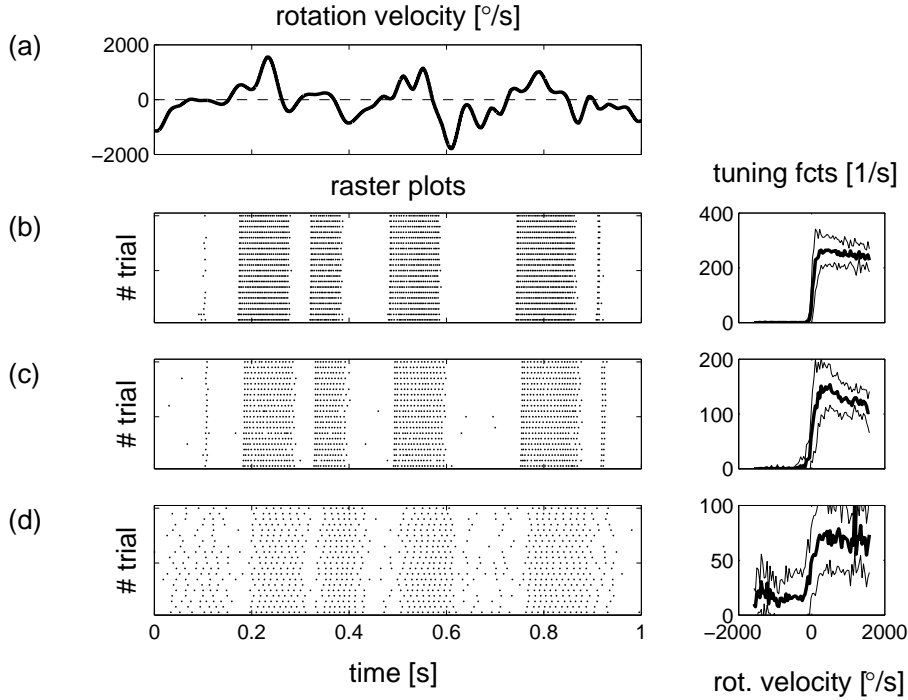 rotation velocity [°/s]
(a)
2000
0
−2000
raster plots
tuning fcts [1/s]
(b)
# trial
400
200
0
(c)
# trial
200
100
0
(d)
# trial
100
50
0
0 0.2 0.4 0.6 0.8 1
−2000 0 2000
time [s]
rot. velocity [°/s]